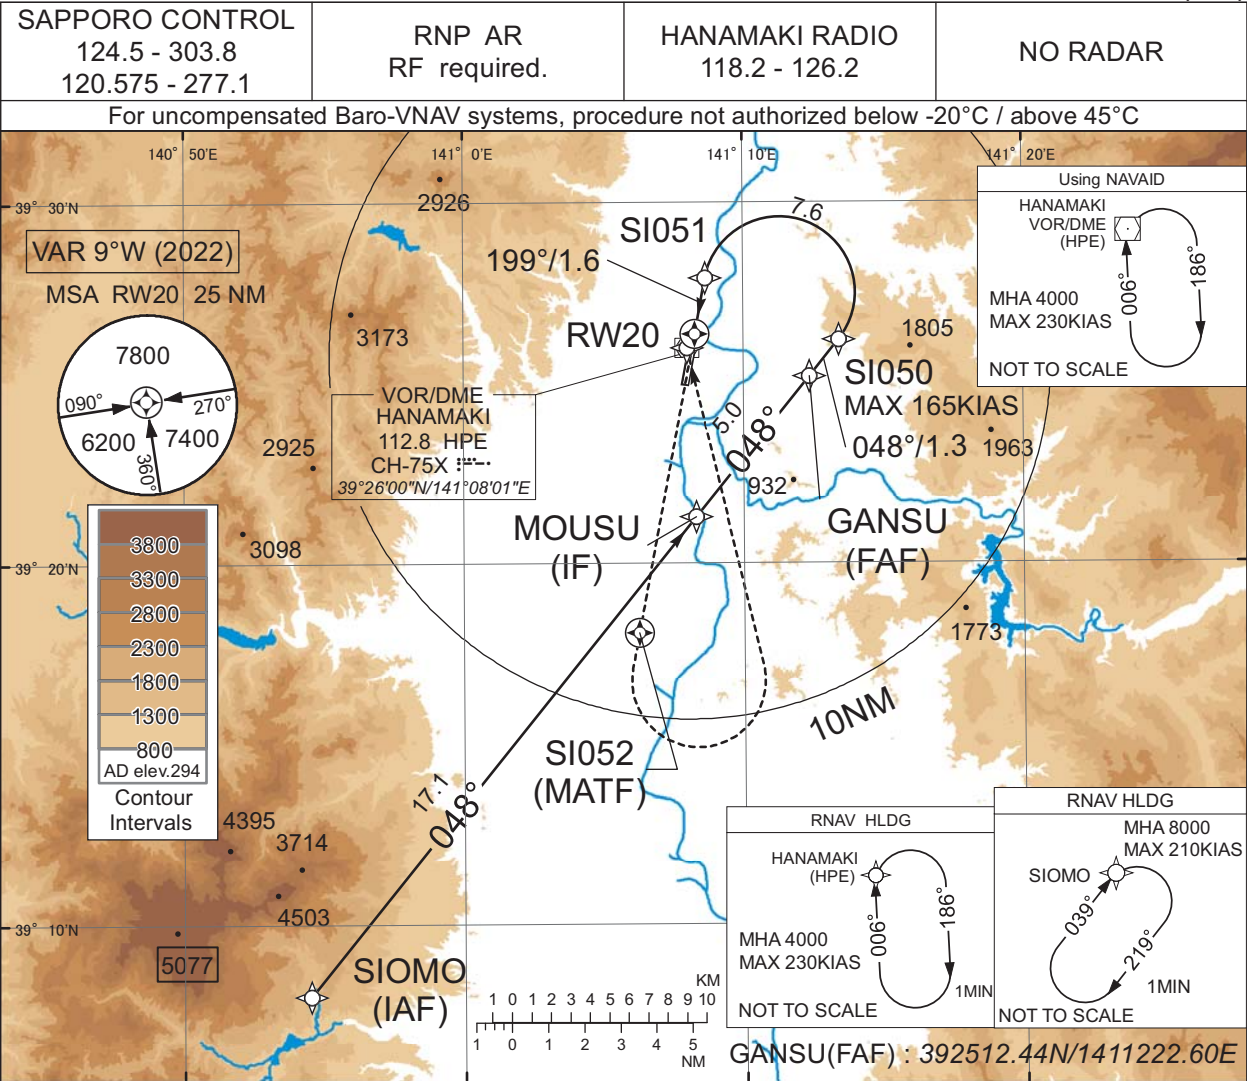 SAPPORO CONTROL
124.5 - 303.8
120.575 - 277.1
RNP AR
RF required.
HANAMAKI RADIO
118.2 - 126.2
NO RADAR
For uncompensated Baro-VNAV systems, procedure not authorized below -20°C / above 45°C
140° 50'E
141° 0'E
141° 10'E
141° 20'E
39° 30'N
39° 20'N
39° 10'N
VAR 9°W (2022)
MSA RW20 25 NM
7800
090°
270°
6200
7400
360°
3800
3300
2800
2300
1800
1300
800
AD elev.294
Contour
Intervals
2926
3173
2925
3098
4395
3714
4503
5077
1805
1963
932
1773
SI051
199°/1.6
7.6
RW20
VOR/DME
HANAMAKI
112.8 HPE
CH-75X
39°26'00"N/141°08'01"E
SI050
MAX 165KIAS
048°/1.3
5.0
048°
MOUSU
(IF)
GANSU
(FAF)
10NM
SI052
(MATF)
17.1
048°
SIOMO
(IAF)
Using NAVAID
HANAMAKI
VOR/DME
(HPE)
006°
186°
MHA 4000
MAX 230KIAS
NOT TO SCALE
RNAV HLDG
HANAMAKI
(HPE)
006°
186°
MHA 4000
MAX 230KIAS
1MIN
NOT TO SCALE
RNAV HLDG
MHA 8000
MAX 210KIAS
SIOMO
039°
219°
1MIN
NOT TO SCALE
KM
1 0 1 2 3 4 5 6 7 8 9 10
1 0 1 2 3 4 5
NM
GANSU(FAF) : 392512.44N/1411222.60E